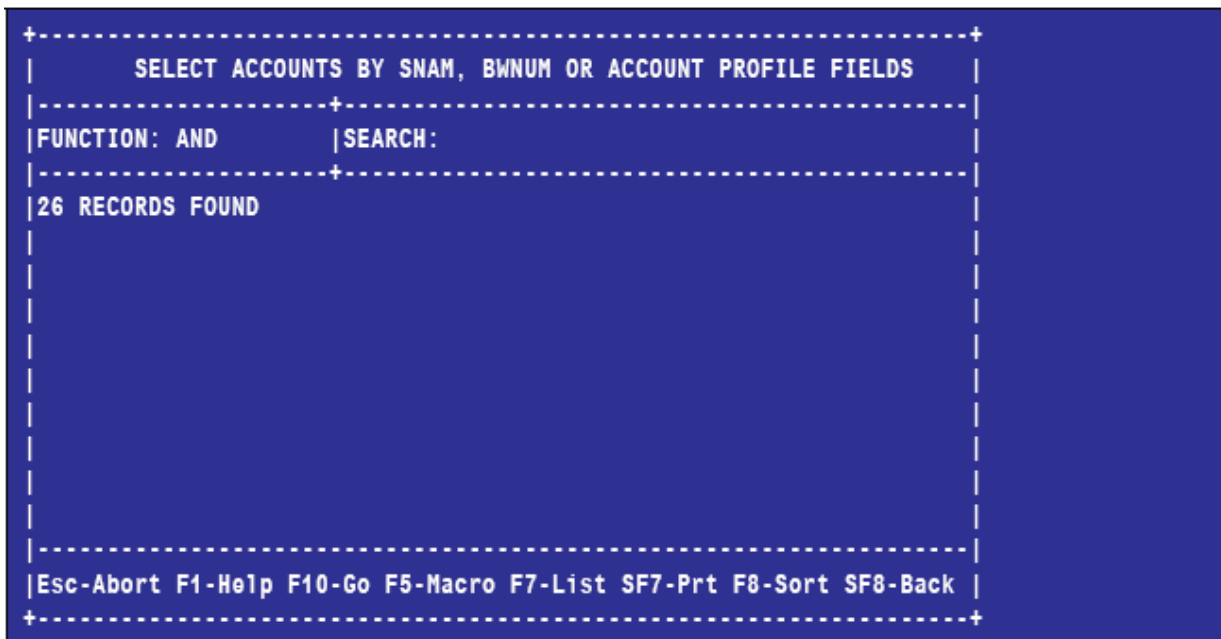 SELECT ACCOUNTS BY SNAM, BWNUM OR ACCOUNT PROFILE FIELDS
FUNCTION: AND |SEARCH:
26 RECORDS FOUND
Esc-Abort F1-Help F10-Go F5-Macro F7-List SF7-Prt F8-Sort SF8-Back